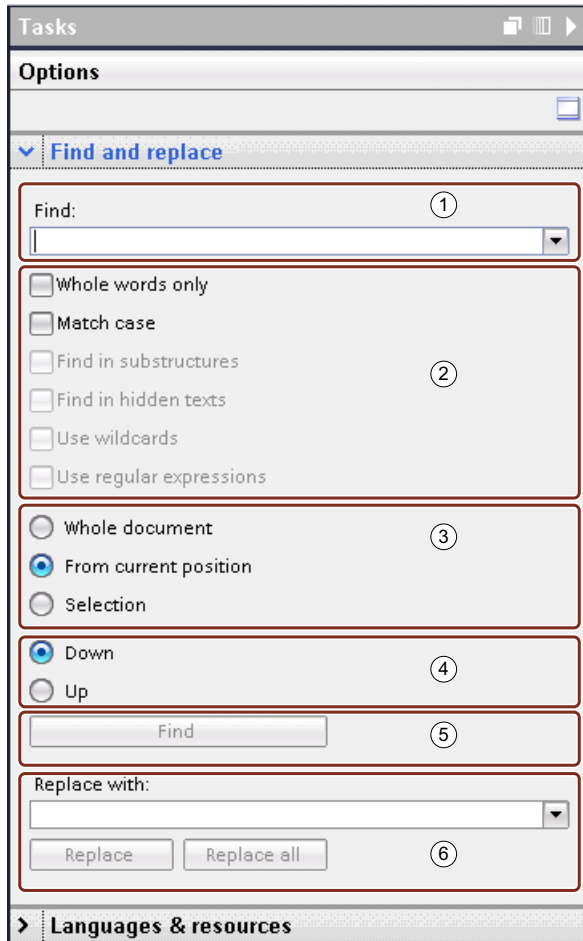 Tasks
Options
Find and replace
①
Find:
Whole words only
Match case
Find in substructures
②
Find in hidden texts
Use wildcards
Use regular expressions
Whole document
③
From current position
Selection
Down
④
Up
Find
⑤
Replace with:
Replace Replace all
⑥
Languages & resources